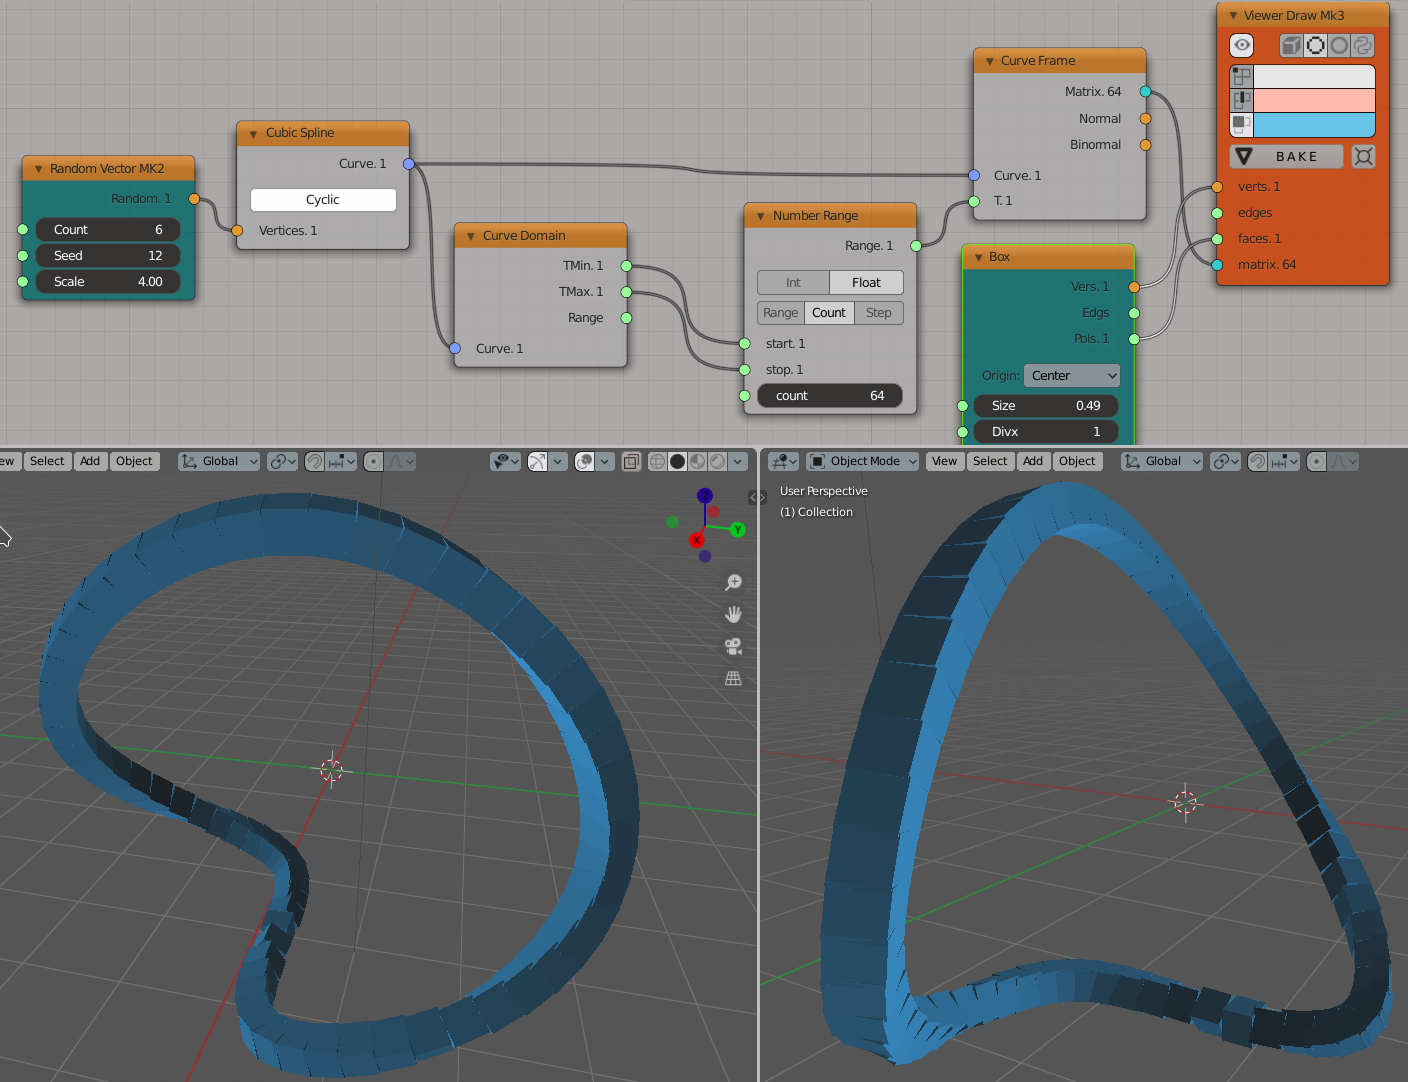 Random Vector MK2
Random. 1
Count 6
Seed 12
Scale 4.00
Cubic Spline
Curve. 1
Cyclic
Vertices. 1
Curve Domain
TMin. 1
TMax. 1
Range
Curve. 1
Number Range
Range. 1
Int Float
Range Count Step
start. 1
stop. 1
count 64
Curve Frame
Matrix. 64
Normal
Binormal
Curve. 1
T. 1
Box
Vers. 1
Edgs
Pols. 1
Origin: Center
Size 0.49
Divx 1
Viewer Draw Mk3
BAKE
verts. 1
edges
faces. 1
matrix. 64
ew Select Add Object Global
Z
Y
X
Object Mode View Select Add Object Global
User Perspective
(1) Collection